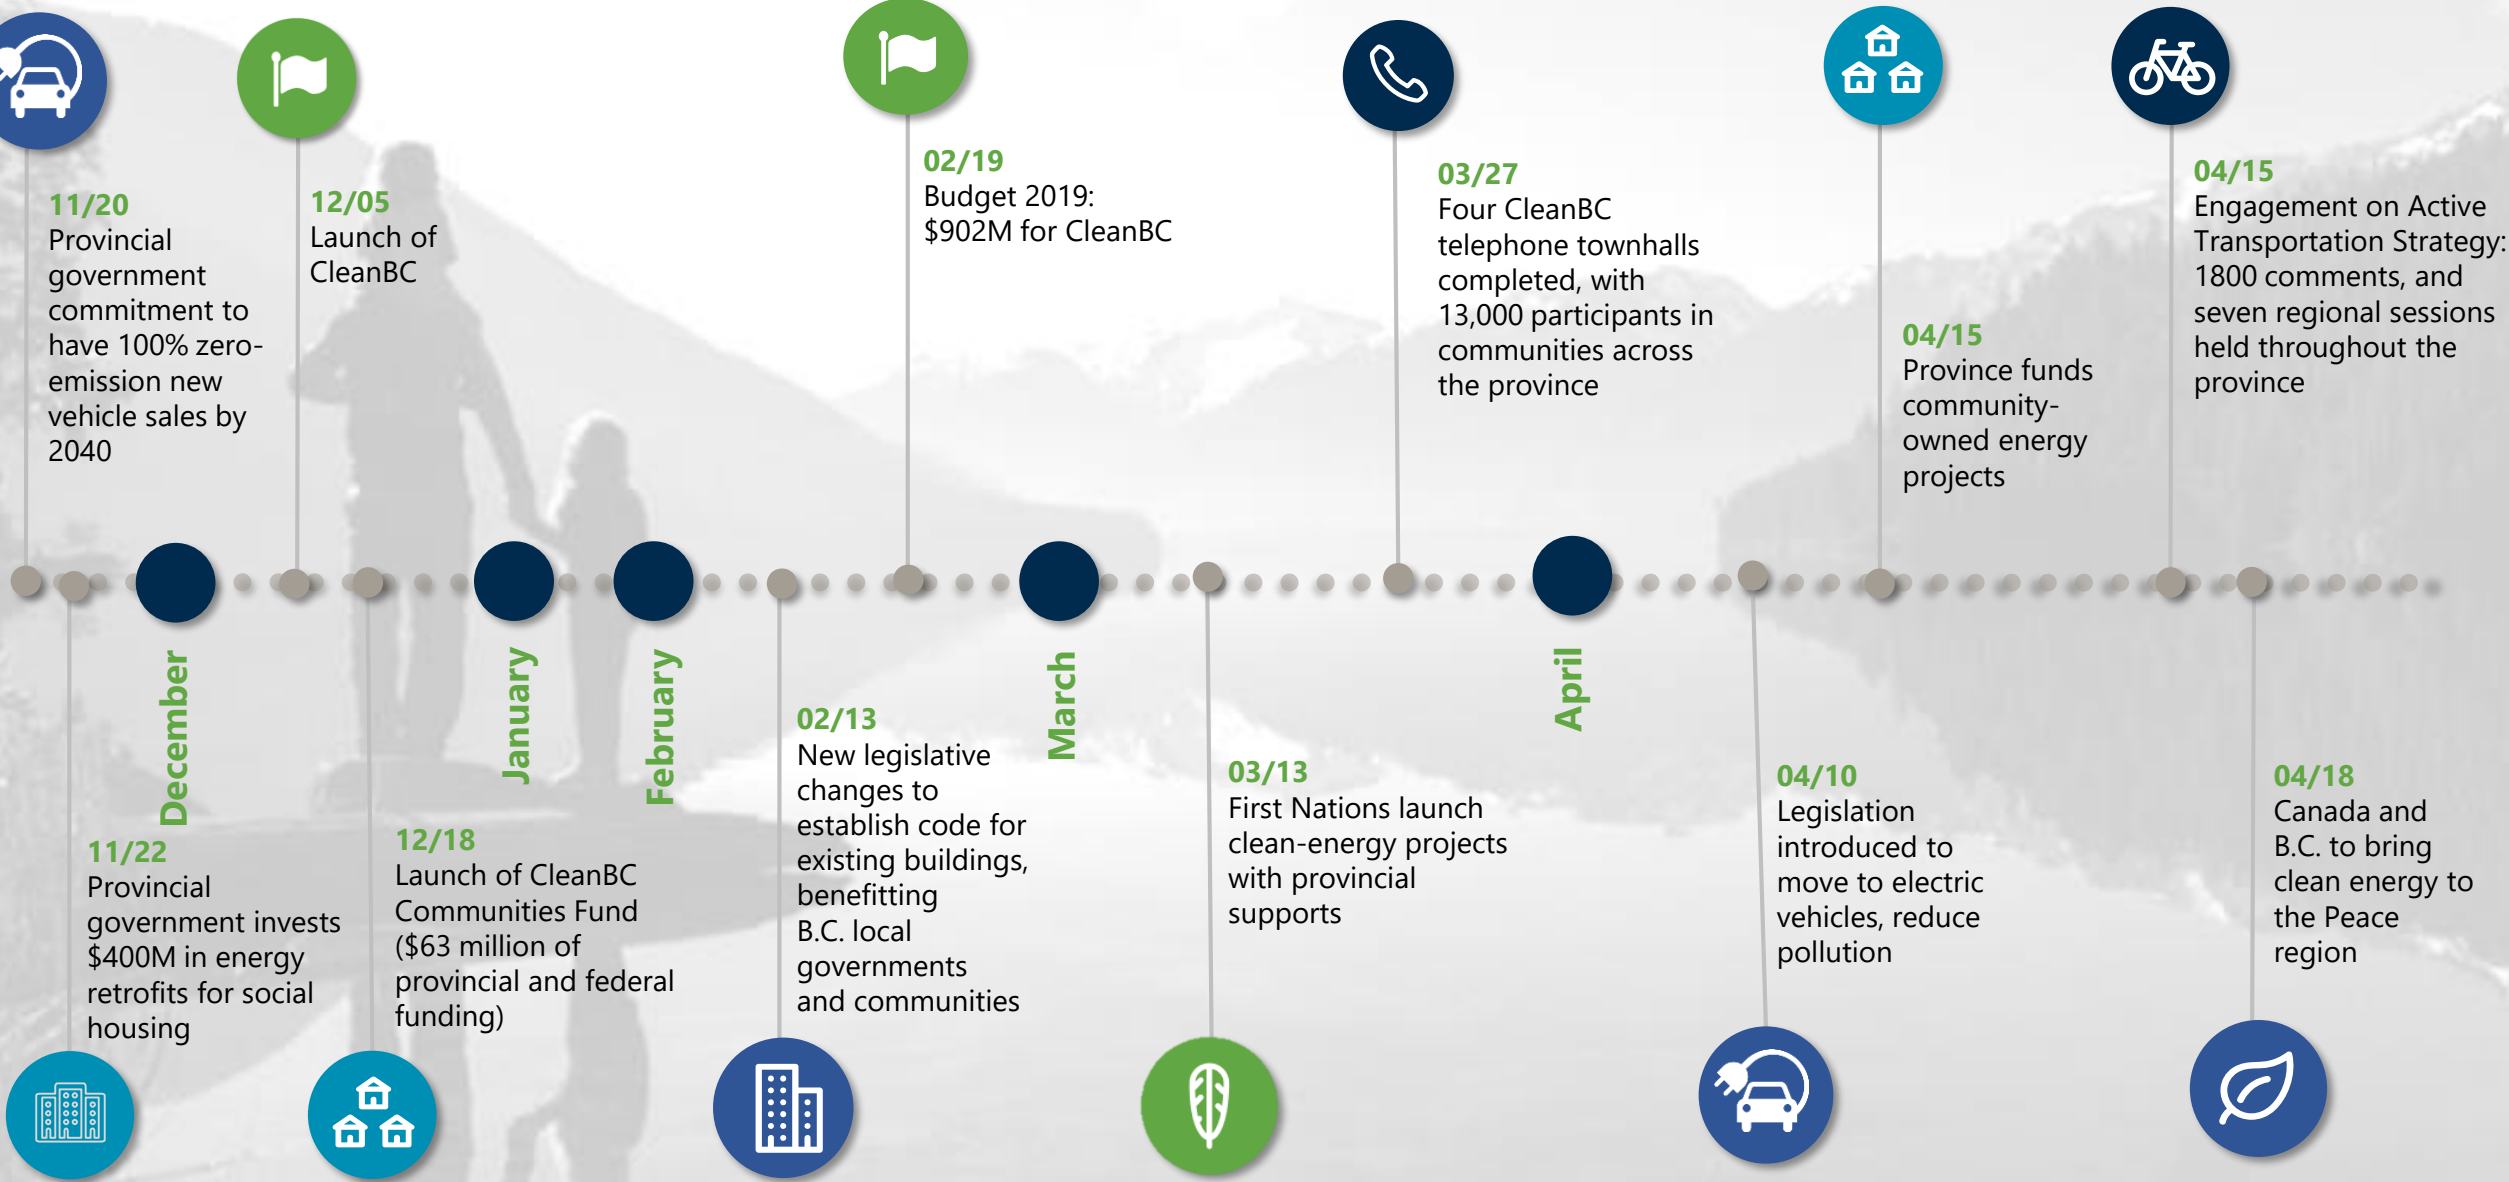 11/20
Provincial
government
commitment to
have 100% zero-
emission new
vehicle sales by
2040
12/05
Launch of
CleanBC
02/19
Budget 2019:
$902M for CleanBC
03/27
Four CleanBC
telephone townhalls
completed, with
13,000 participants in
communities across
the province
04/15
Province funds
community-
owned energy
projects
04/15
Engagement on Active
Transportation Strategy:
1800 comments, and
seven regional sessions
held throughout the
province
December
January
February
March
April
11/22
Provincial
government invests
$400M in energy
retrofits for social
housing
12/18
Launch of CleanBC
Communities Fund
($63 million of
provincial and federal
funding)
02/13
New legislative
changes to
establish code for
existing buildings,
benefitting
B.C. local
governments
and communities
03/13
First Nations launch
clean-energy projects
with provincial
supports
04/10
Legislation
introduced to
move to electric
vehicles, reduce
pollution
04/18
Canada and
B.C. to bring
clean energy to
the Peace
region